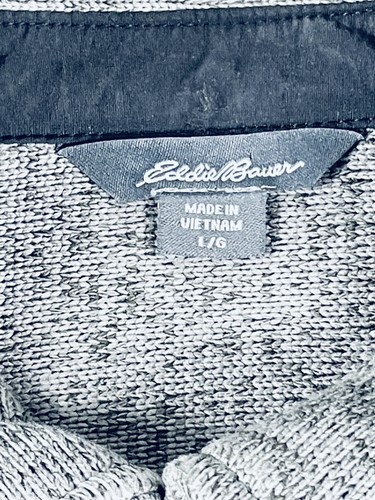 Eddie Bauer
MADE IN
VIETNAM
L/G